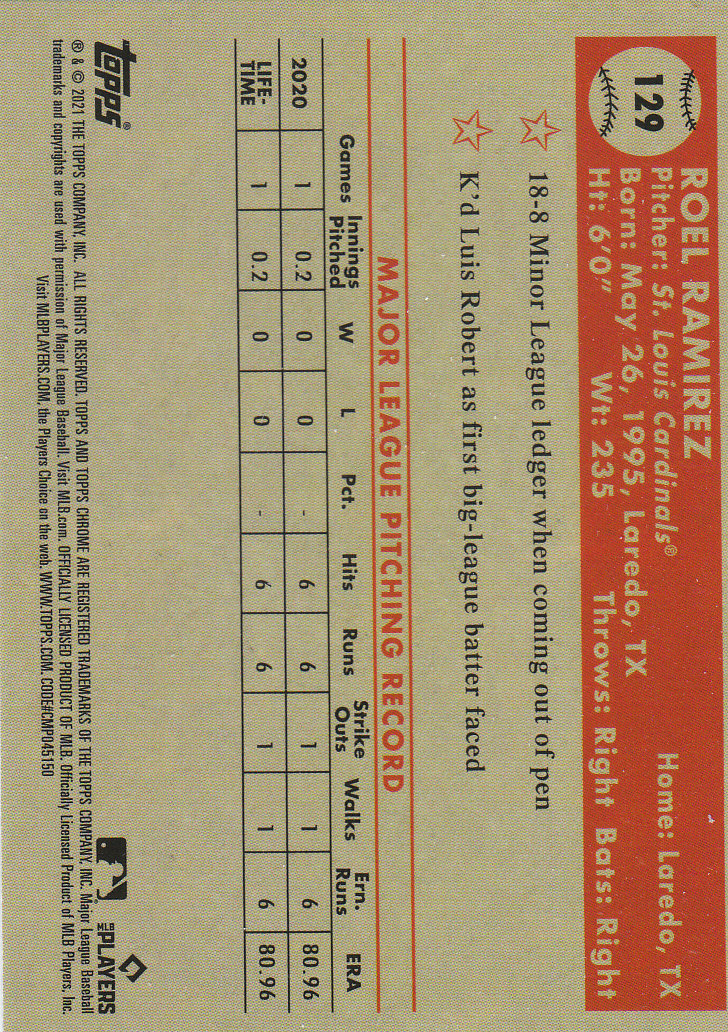 129
ROEL RAMIREZ
Pitcher: St. Louis Cardinals® Home: Laredo, TX
Born: May 26, 1995, Laredo, TX
Ht: 6'0" Wt: 235 Throws: Right Bats: Right
18-8 Minor League ledger when coming out of pen
K'd Luis Robert as first big-league batter faced
MAJOR LEAGUE PITCHING RECORD
Games Innings Pitched W L Pct. Hits Runs Strike Outs Walks Ern. Runs ERA
2020 1 0.2 0 0 - 6 6 1 1 6 80.96
LIFE-TIME 1 0.2 0 0 - 6 6 1 1 6 80.96
topps®
MLB PLAYERS
® & © 2021 THE TOPPS COMPANY, INC. ALL RIGHTS RESERVED. TOPPS AND TOPPS CHROME ARE REGISTERED TRADEMARKS OF THE TOPPS COMPANY, INC. Major League Baseball
trademarks and copyrights are used with permission of Major League Baseball. Visit MLB.com. OFFICIALLY LICENSED PRODUCT OF MLB. Officially Licensed Product of MLB Players, Inc.
Visit MLBPLAYERS.COM, the Players Choice on the web. WWW.TOPPS.COM. CODE#CMP045150